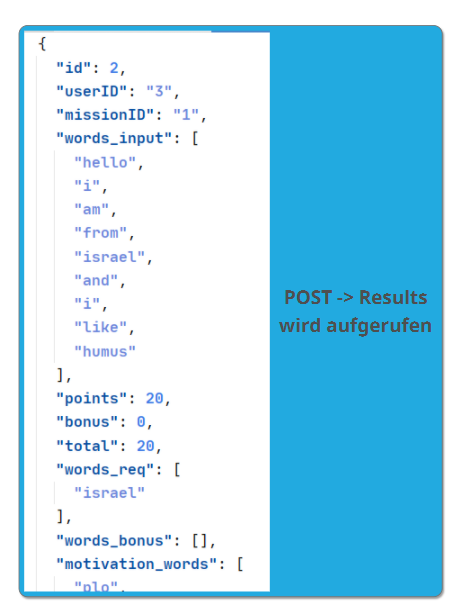 {
"id": 2,
"userID": "3",
"missionID": "1",
"words_input": [
"hello",
"i",
"am",
"from",
"israel",
"and",
"i",
"like",
"humus"
],
"points": 20,
"bonus": 0,
"total": 20,
"words_req": [
"israel"
],
"words_bonus": [],
"motivation_words": [
"plo",
POST -> Results
wird aufgerufen